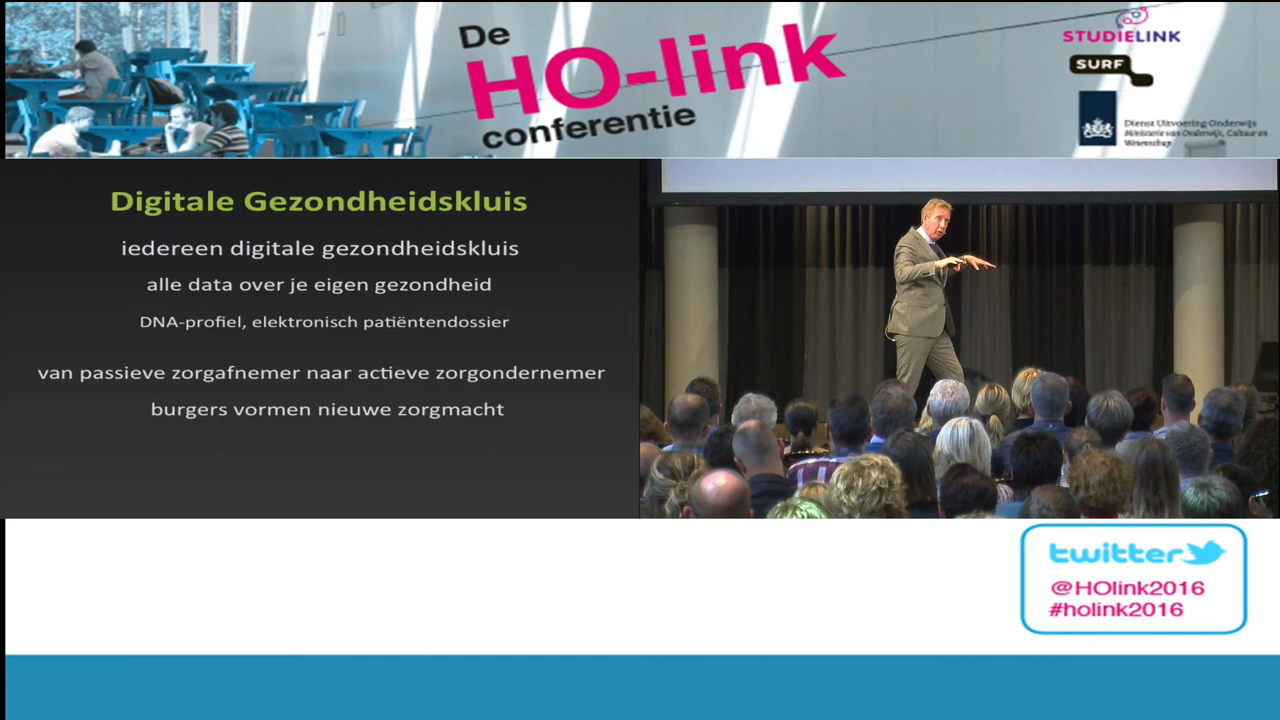 De
HO-link
conferentie
STUDIELINK
SURF
Dienst Uitvoering Onderwijs
Ministerie van Onderwijs, Cultuur en
Wetenschap
Digitale Gezondheidskluis
iedereen digitale gezondheidskluis
alle data over je eigen gezondheid
DNA-profiel, elektronisch patiëntendossier
van passieve zorgafnemer naar actieve zorgondernemer
burgers vormen nieuwe zorgmacht
twitter
@HOlink2016
#holink2016